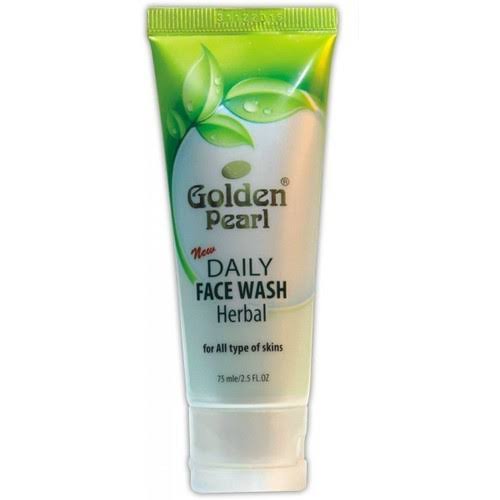 Golden®
Pearl
New
DAILY
FACE WASH
Herbal
for All type of skins
75 mle/2.5 FL.OZ